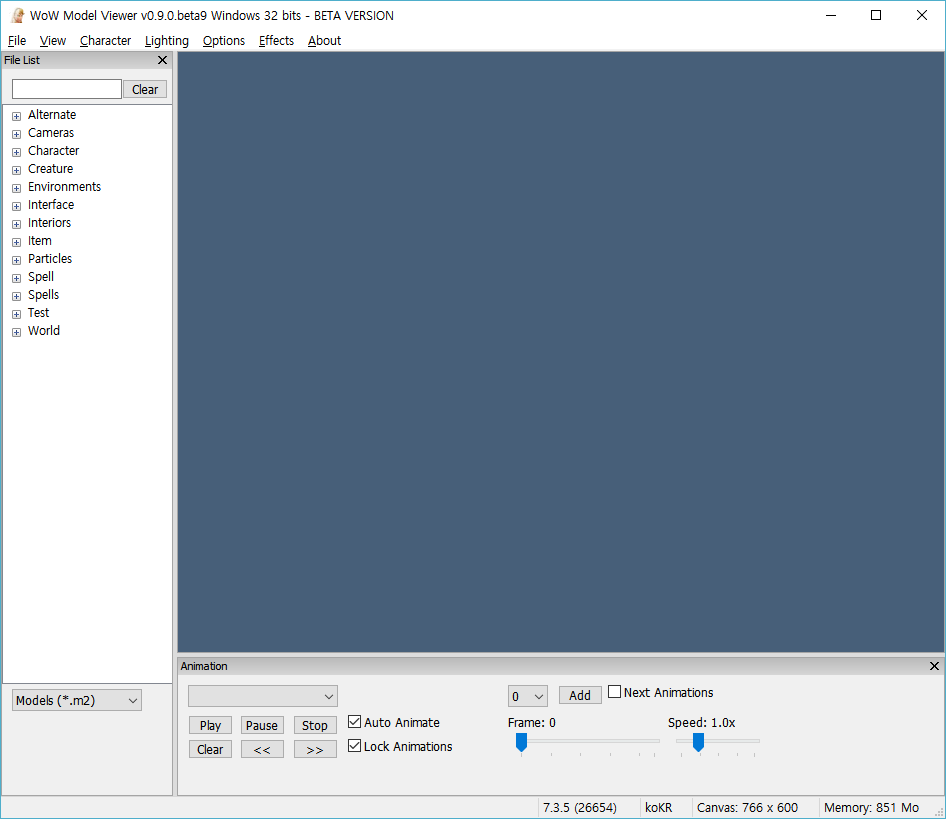 WoW Model Viewer v0.9.0.beta9 Windows 32 bits - BETA VERSION
File View Character Lighting Options Effects About
File List
Clear
Alternate
Cameras
Character
Creature
Environments
Interface
Interiors
Item
Particles
Spell
Spells
Test
World
Models (*.m2)
Animation
0 Add Next Animations
Play Pause Stop Auto Animate Frame: 0 Speed: 1.0x
Clear << >> Lock Animations
7.3.5 (26654) koKR Canvas: 766 x 600 Memory: 851 Mo